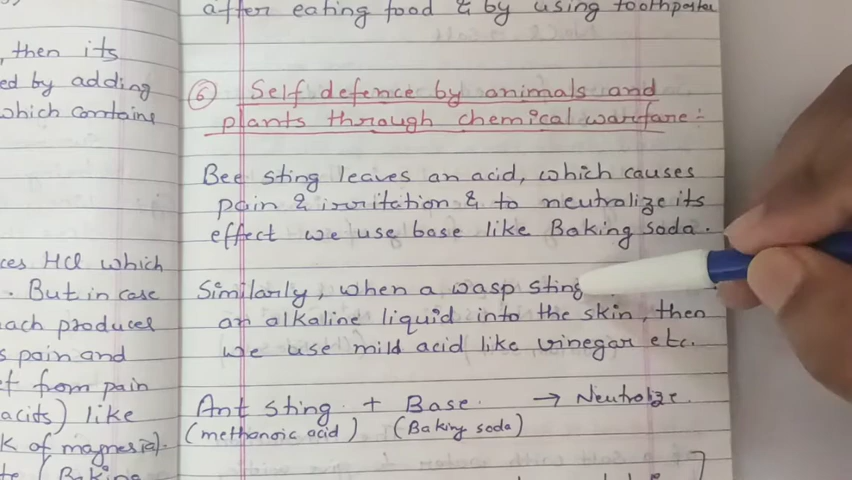 after eating food & by using toothpastes
, then its
ed by adding
which contains
ces HCl which
. But in case
ach produces
s pain and
ef from pain
acids) like
k of magnesia).
te (Baking
⑥ Self defence by animals and
plants through chemical warfare :-
Bee sting leaves an acid, which causes
pain & irritation & to neutralize its
effect we use base like Baking soda.
Similarly, when a wasp sting
an alkaline liquid into the skin, then
we use mild acid like vinegar etc.
Ant sting + Base → Neutralize.
(methanoic acid) (Baking soda)